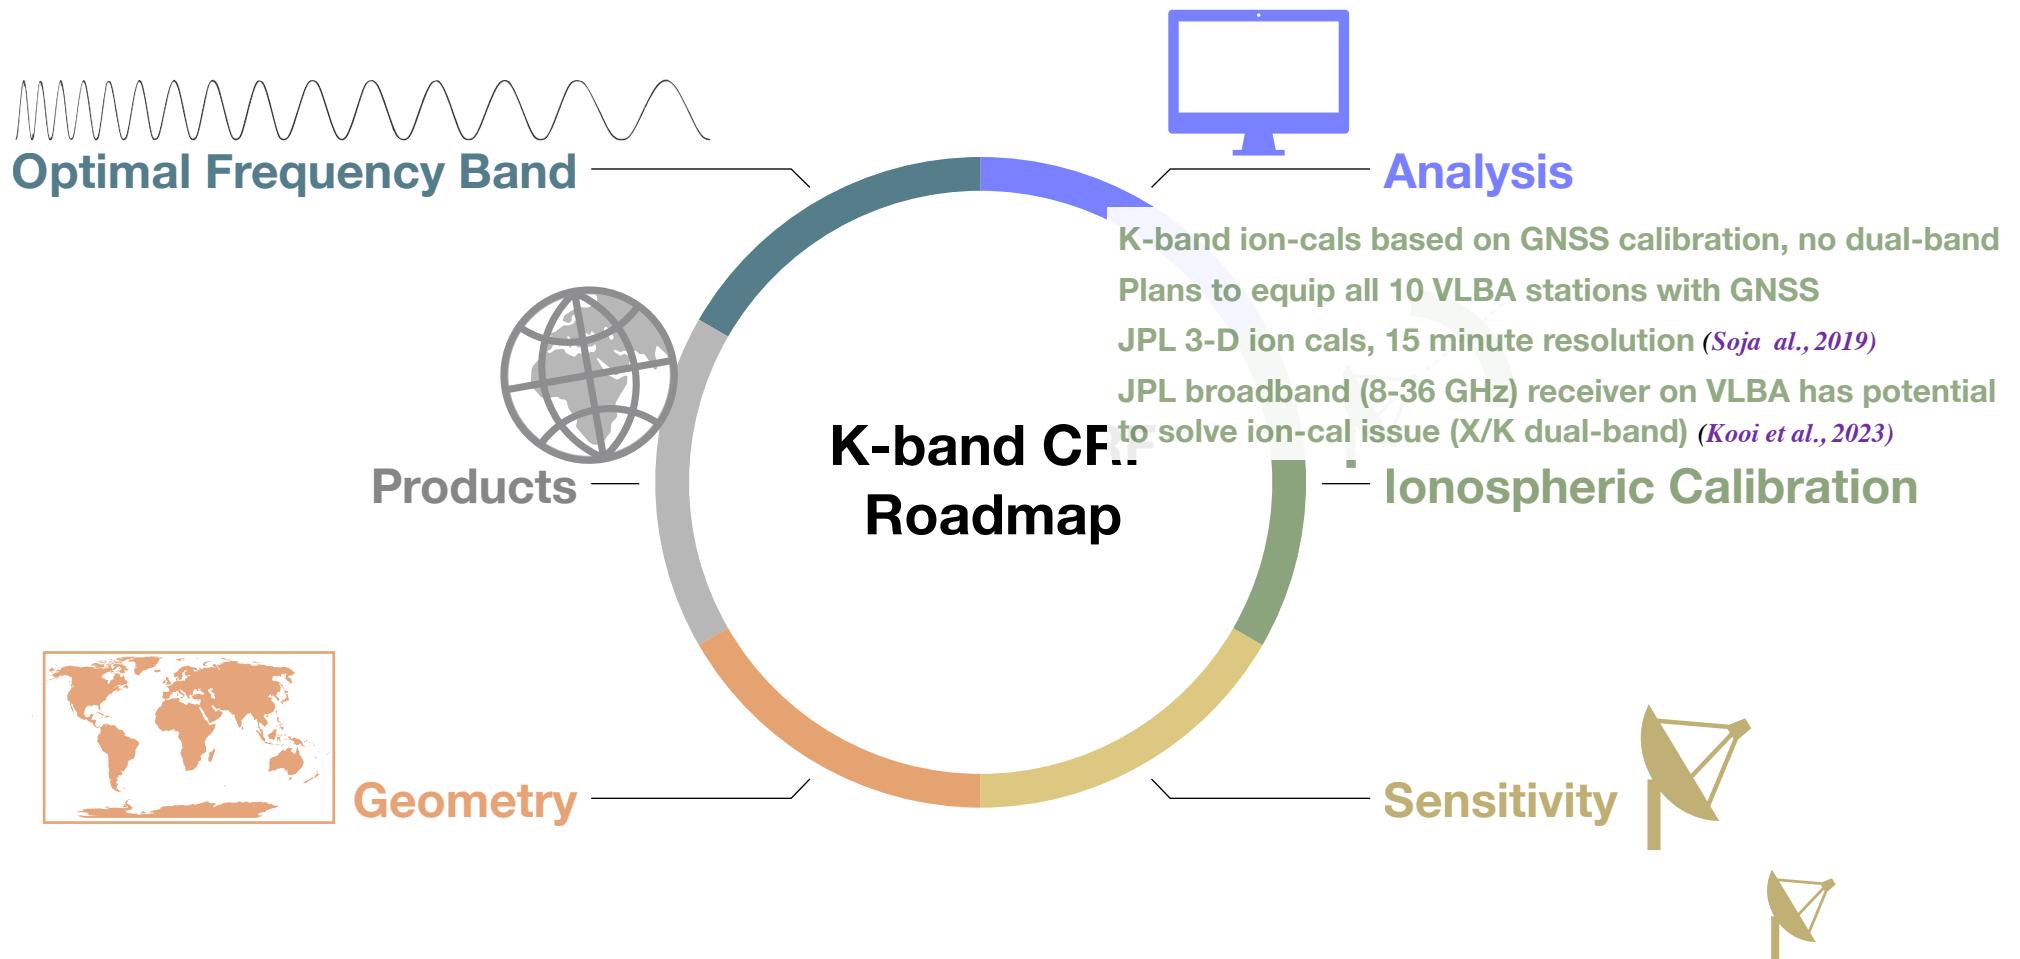 Optimal Frequency Band
Analysis
K-band ion-cals based on GNSS calibration, no dual-band
Plans to equip all 10 VLBA stations with GNSS
JPL 3-D ion cals, 15 minute resolution (Soja al., 2019)
JPL broadband (8-36 GHz) receiver on VLBA has potential
to solve ion-cal issue (X/K dual-band) (Kooi et al., 2023)
K-band CRF
Roadmap
Products
Ionospheric Calibration
Geometry
Sensitivity